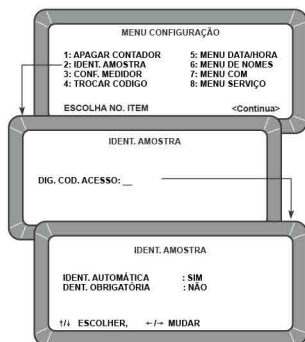 MENU CONFIGURAÇÃO
1: APAGAR CONTADOR 5: MENU DATA/HORA
2: IDENT. AMOSTRA 6: MENU DE NOMES
3: CONF. MEDIDOR 7: MENU COM
4: TROCAR CODIGO 8: MENU SERVIÇO
ESCOLHA NO. ITEM <Continua>
IDENT. AMOSTRA
DIG. COD. ACESSO: __
IDENT. AMOSTRA
IDENT. AUTOMÁTICA : SIM
DENT. OBRIGATÓRIA : NÃO
↑/↓ ESCOLHER, ←/→ MUDAR